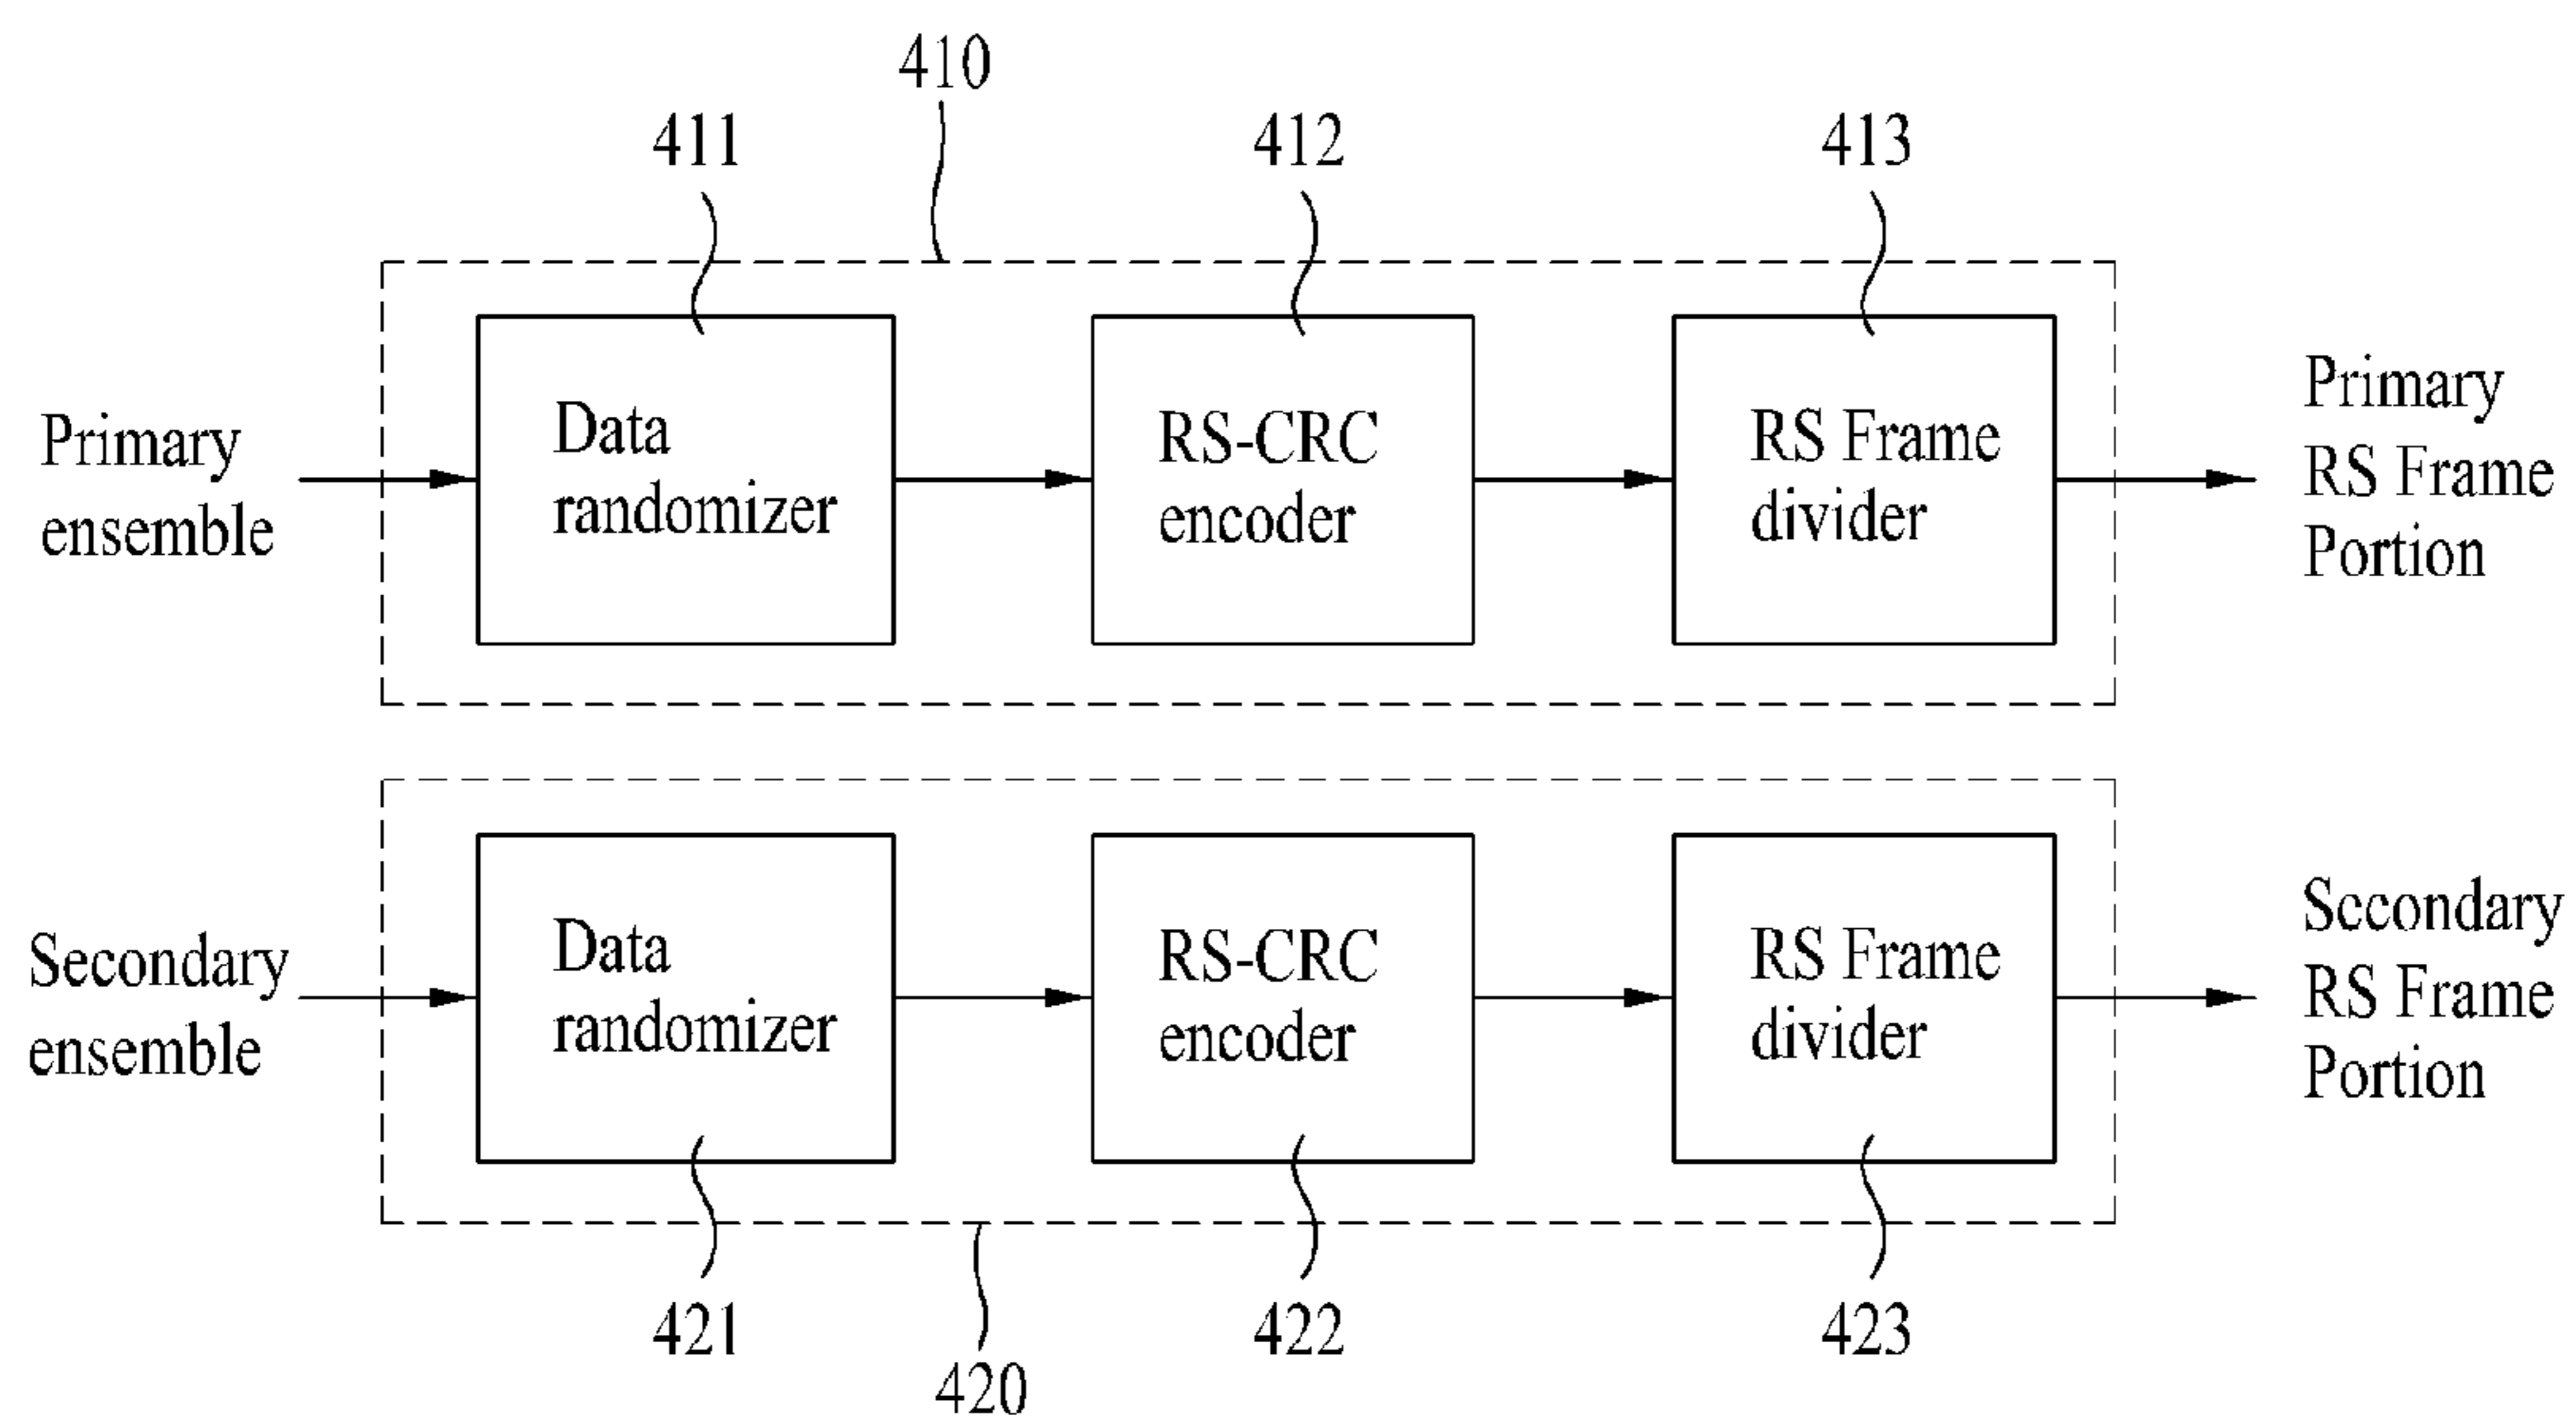 410
411
412
413
Primary
ensemble
Data
randomizer
RS-CRC
encoder
RS Frame
divider
Primary
RS Frame
Portion
Secondary
ensemble
Data
randomizer
RS-CRC
encoder
RS Frame
divider
Secondary
RS Frame
Portion
421
422
423
420